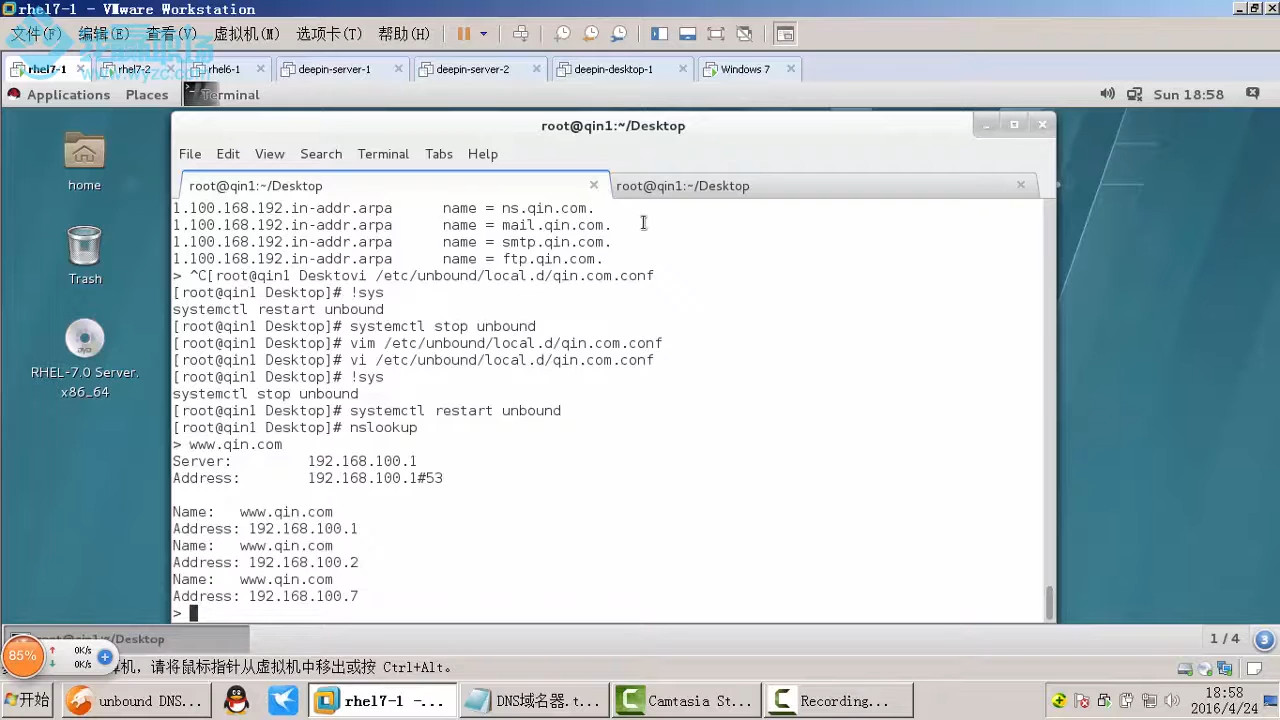 rhel7-1 - VMware Workstation
文件(F) 编辑(E) 查看(V) 虚拟机(M) 选项卡(T) 帮助(H)
rhel7-1 rhel7-2 rhel6-1 deepin-server-1 deepin-server-2 deepin-desktop-1 Windows 7
www.wyzc.com
Applications Places Terminal Sun 18:58
root@qin1:~/Desktop
File Edit View Search Terminal Tabs Help
root@qin1:~/Desktop root@qin1:~/Desktop
1.100.168.192.in-addr.arpa name = ns.qin.com.
1.100.168.192.in-addr.arpa name = mail.qin.com.
1.100.168.192.in-addr.arpa name = smtp.qin.com.
1.100.168.192.in-addr.arpa name = ftp.qin.com.
> ^C[root@qin1 Desktovi /etc/unbound/local.d/qin.com.conf
[root@qin1 Desktop]# !sys
systemctl restart unbound
[root@qin1 Desktop]# systemctl stop unbound
[root@qin1 Desktop]# vim /etc/unbound/local.d/qin.com.conf
[root@qin1 Desktop]# vi /etc/unbound/local.d/qin.com.conf
[root@qin1 Desktop]# !sys
systemctl stop unbound
[root@qin1 Desktop]# systemctl restart unbound
[root@qin1 Desktop]# nslookup
> www.qin.com
Server: 192.168.100.1
Address: 192.168.100.1#53
Name: www.qin.com
Address: 192.168.100.1
Name: www.qin.com
Address: 192.168.100.2
Name: www.qin.com
Address: 192.168.100.7
>
home
Trash
RHEL-7.0 Server.
x86_64
root@qin1:~/Desktop 1 / 4 3
85% 0K/s
0K/s
机,请将鼠标指针从虚拟机中移出或按 Ctrl+Alt。
开始 unbound DNS... rhel7-1 -... DNS域名器.t... Camtasia St... Recording... 18:58
2016/4/24